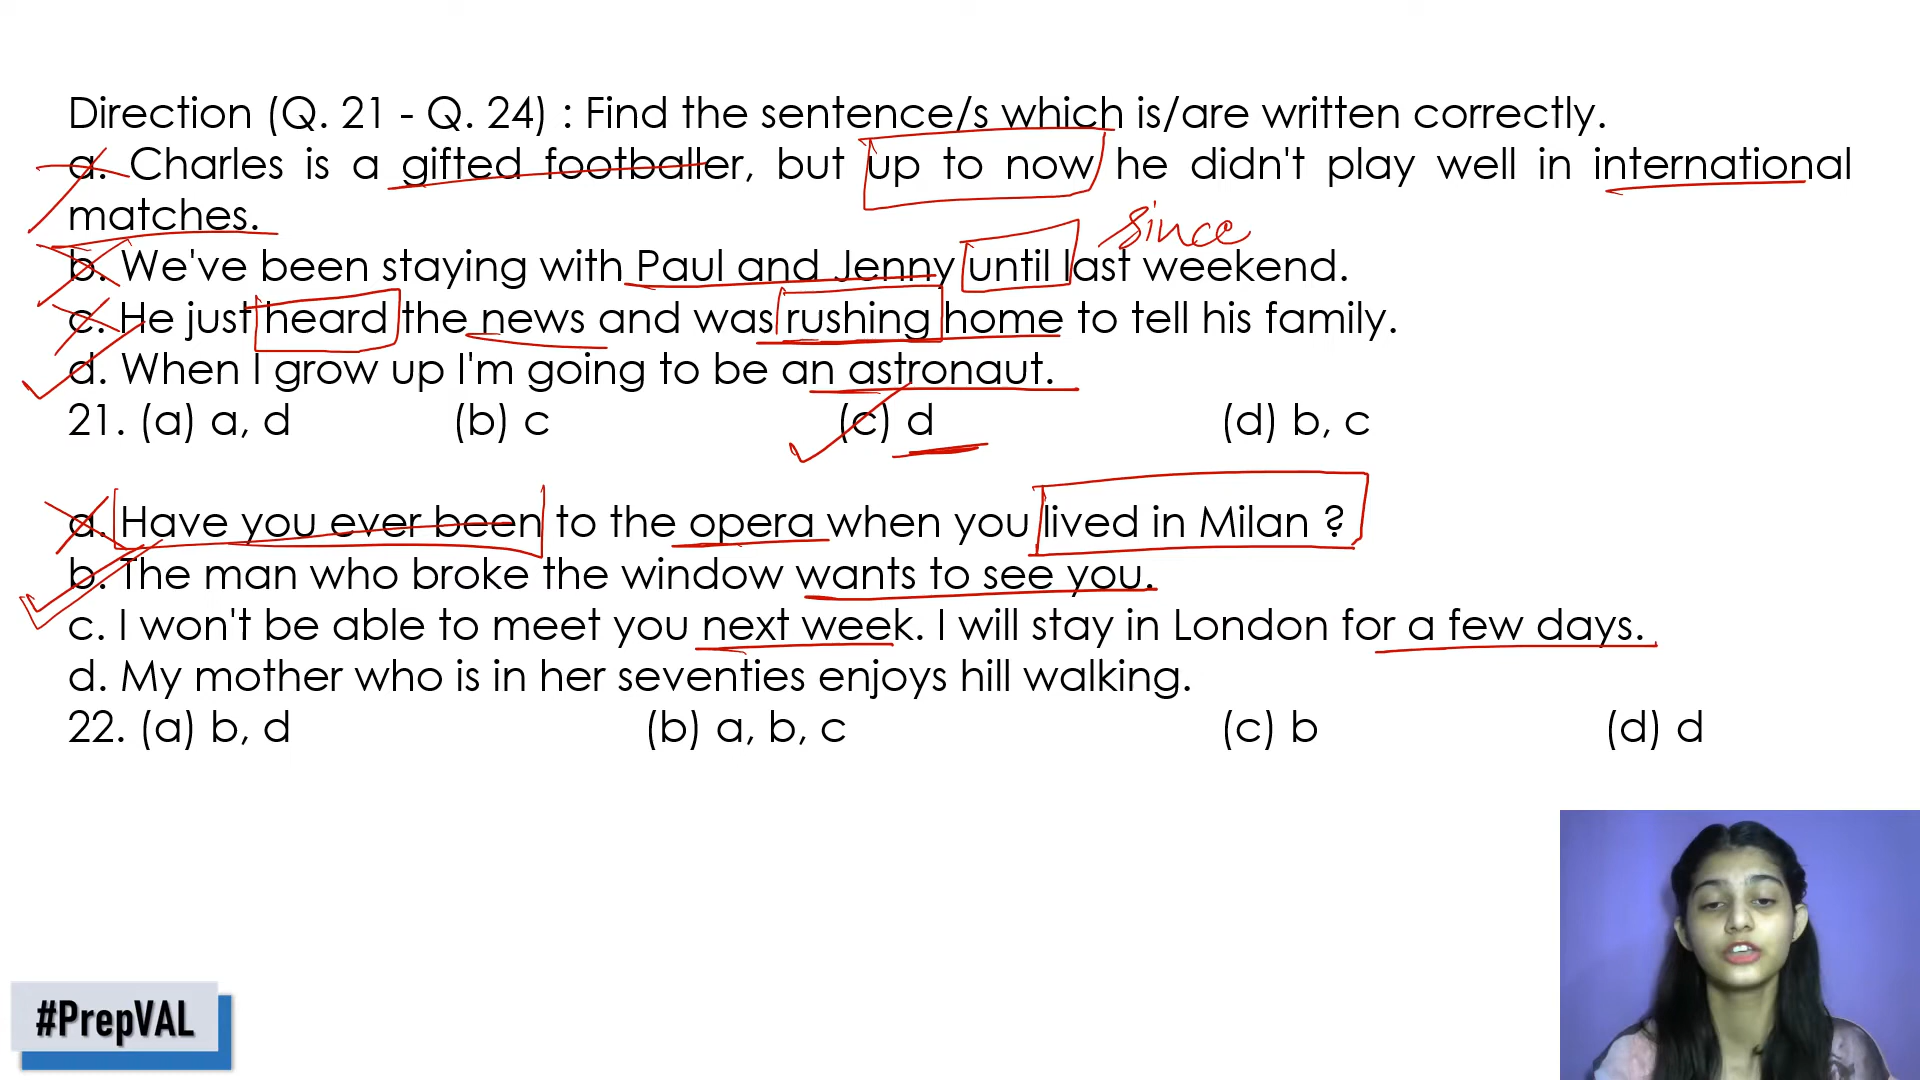 Direction (Q. 21 - Q. 24) : Find the sentence/s which is/are written correctly.
a. Charles is a gifted footballer, but up to now he didn't play well in international
matches.
since
b. We've been staying with Paul and Jenny until last weekend.
c. He just heard the news and was rushing home to tell his family.
d. When I grow up I'm going to be an astronaut.
21. (a) a, d (b) c (c) d (d) b, c
a. Have you ever been to the opera when you lived in Milan ?
b. The man who broke the window wants to see you.
c. I won't be able to meet you next week. I will stay in London for a few days.
d. My mother who is in her seventies enjoys hill walking.
22. (a) b, d (b) a, b, c (c) b (d) d
#PrepVAL